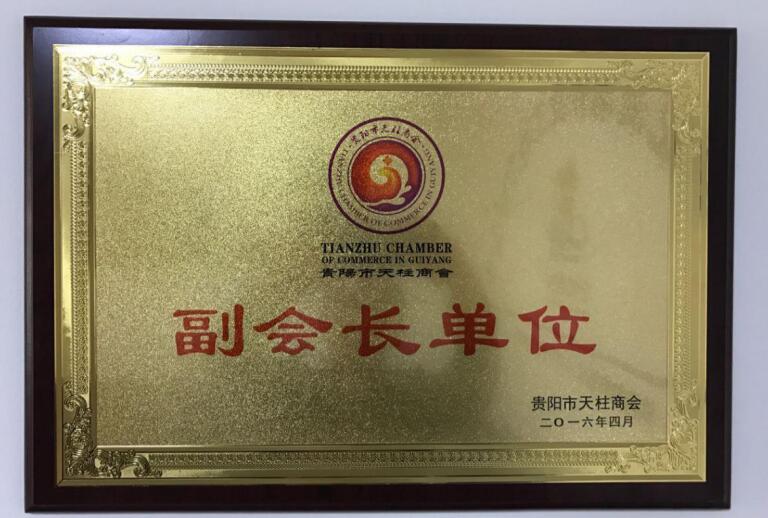 贵阳市天柱商会
TIANZHU CHAMBER OF COMMERCE IN GUIYANG
TIANZHU CHAMBER
OF COMMERCE IN GUIYANG
貴陽市天柱商會
副会长单位
贵阳市天柱商会
二〇一六年四月